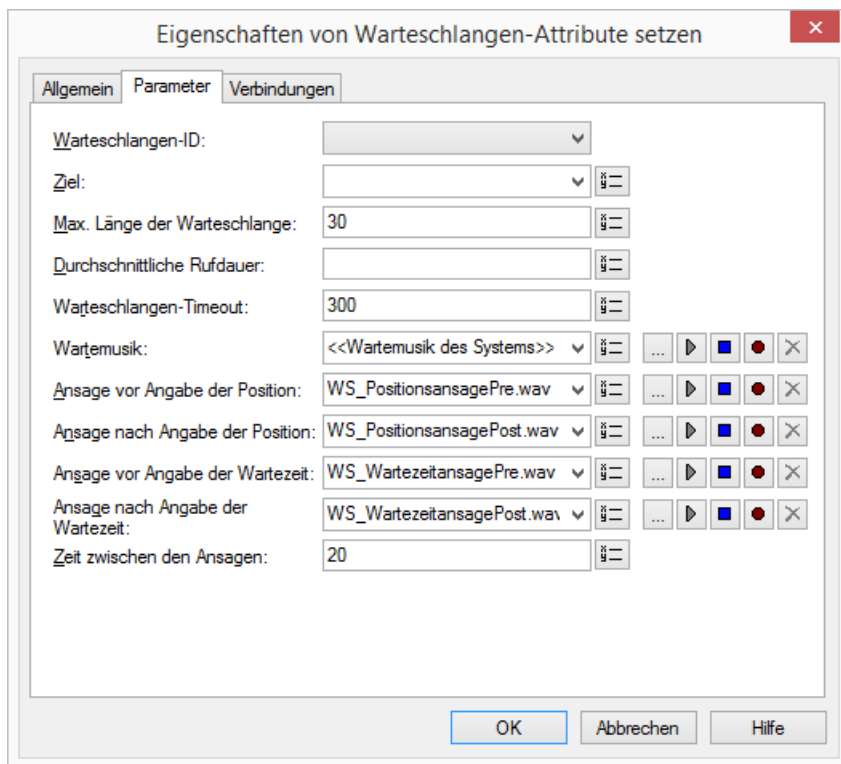 Eigenschaften von Warteschlangen-Attribute setzen
Allgemein Parameter Verbindungen
Warteschlangen-ID:
Ziel:
Max. Länge der Warteschlange: 30
Durchschnittliche Rufdauer:
Warteschlangen-Timeout: 300
Wartemusik: <<Wartemusik des Systems>> ...
Ansage vor Angabe der Position: WS_PositionsansagePre.wav ...
Ansage nach Angabe der Position: WS_PositionsansagePost.wav ...
Ansage vor Angabe der Wartezeit: WS_WartezeitansagePre.wav ...
Ansage nach Angabe der
Wartezeit: WS_WartezeitansagePost.wav ...
Zeit zwischen den Ansagen: 20
OK Abbrechen Hilfe